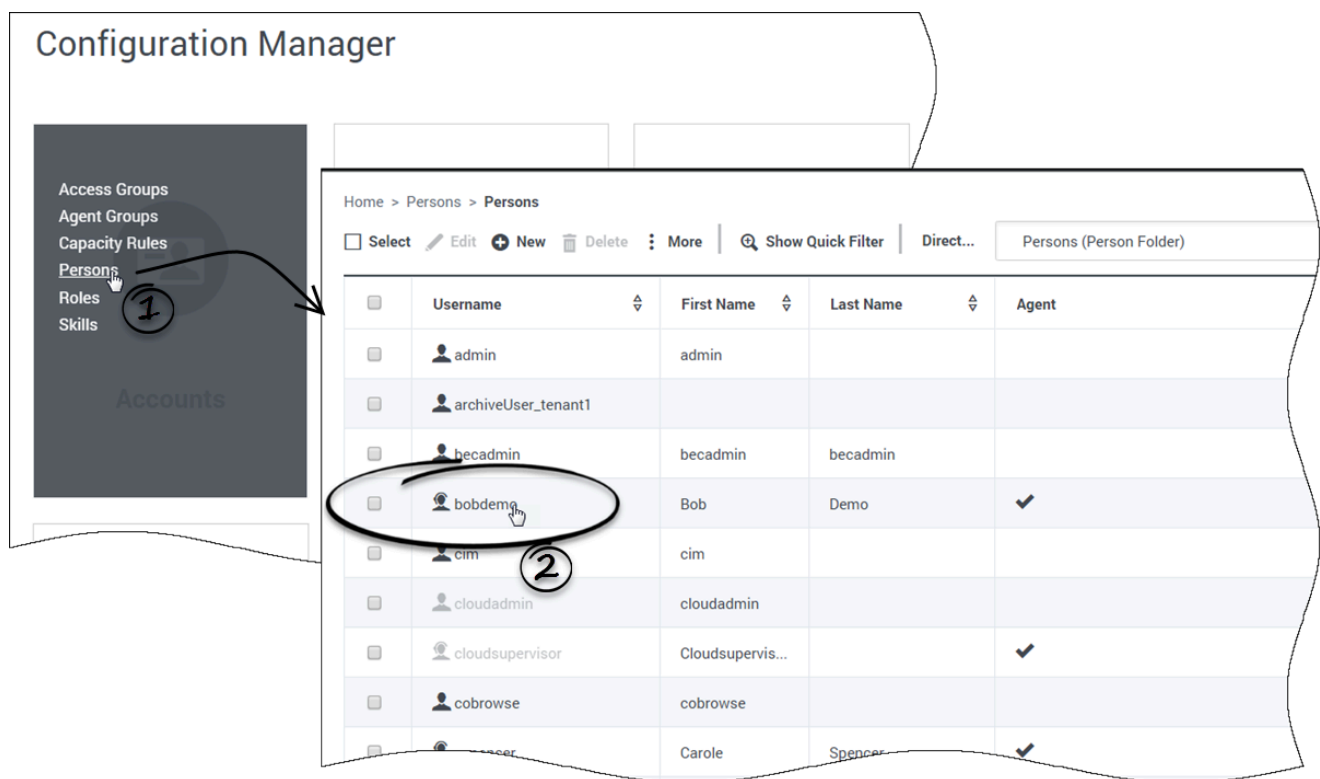 Configuration Manager
Access Groups
Agent Groups
Capacity Rules
Persons
Roles
Skills
Accounts
1
Home > Persons > Persons
Select Edit New Delete More Show Quick Filter Direct... Persons (Person Folder)
Username First Name Last Name Agent
admin admin
archiveUser_tenant1
becadmin becadmin becadmin
bobdemo Bob Demo
cim cim
2
cloudadmin cloudadmin
cloudsupervisor Cloudsupervis...
cobrowse cobrowse
Carole Spencer